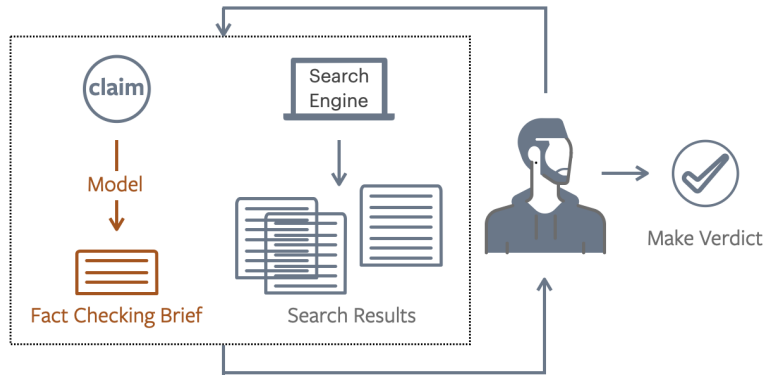 claim
Search
Engine
Model
Fact Checking Brief
Search Results
Make Verdict